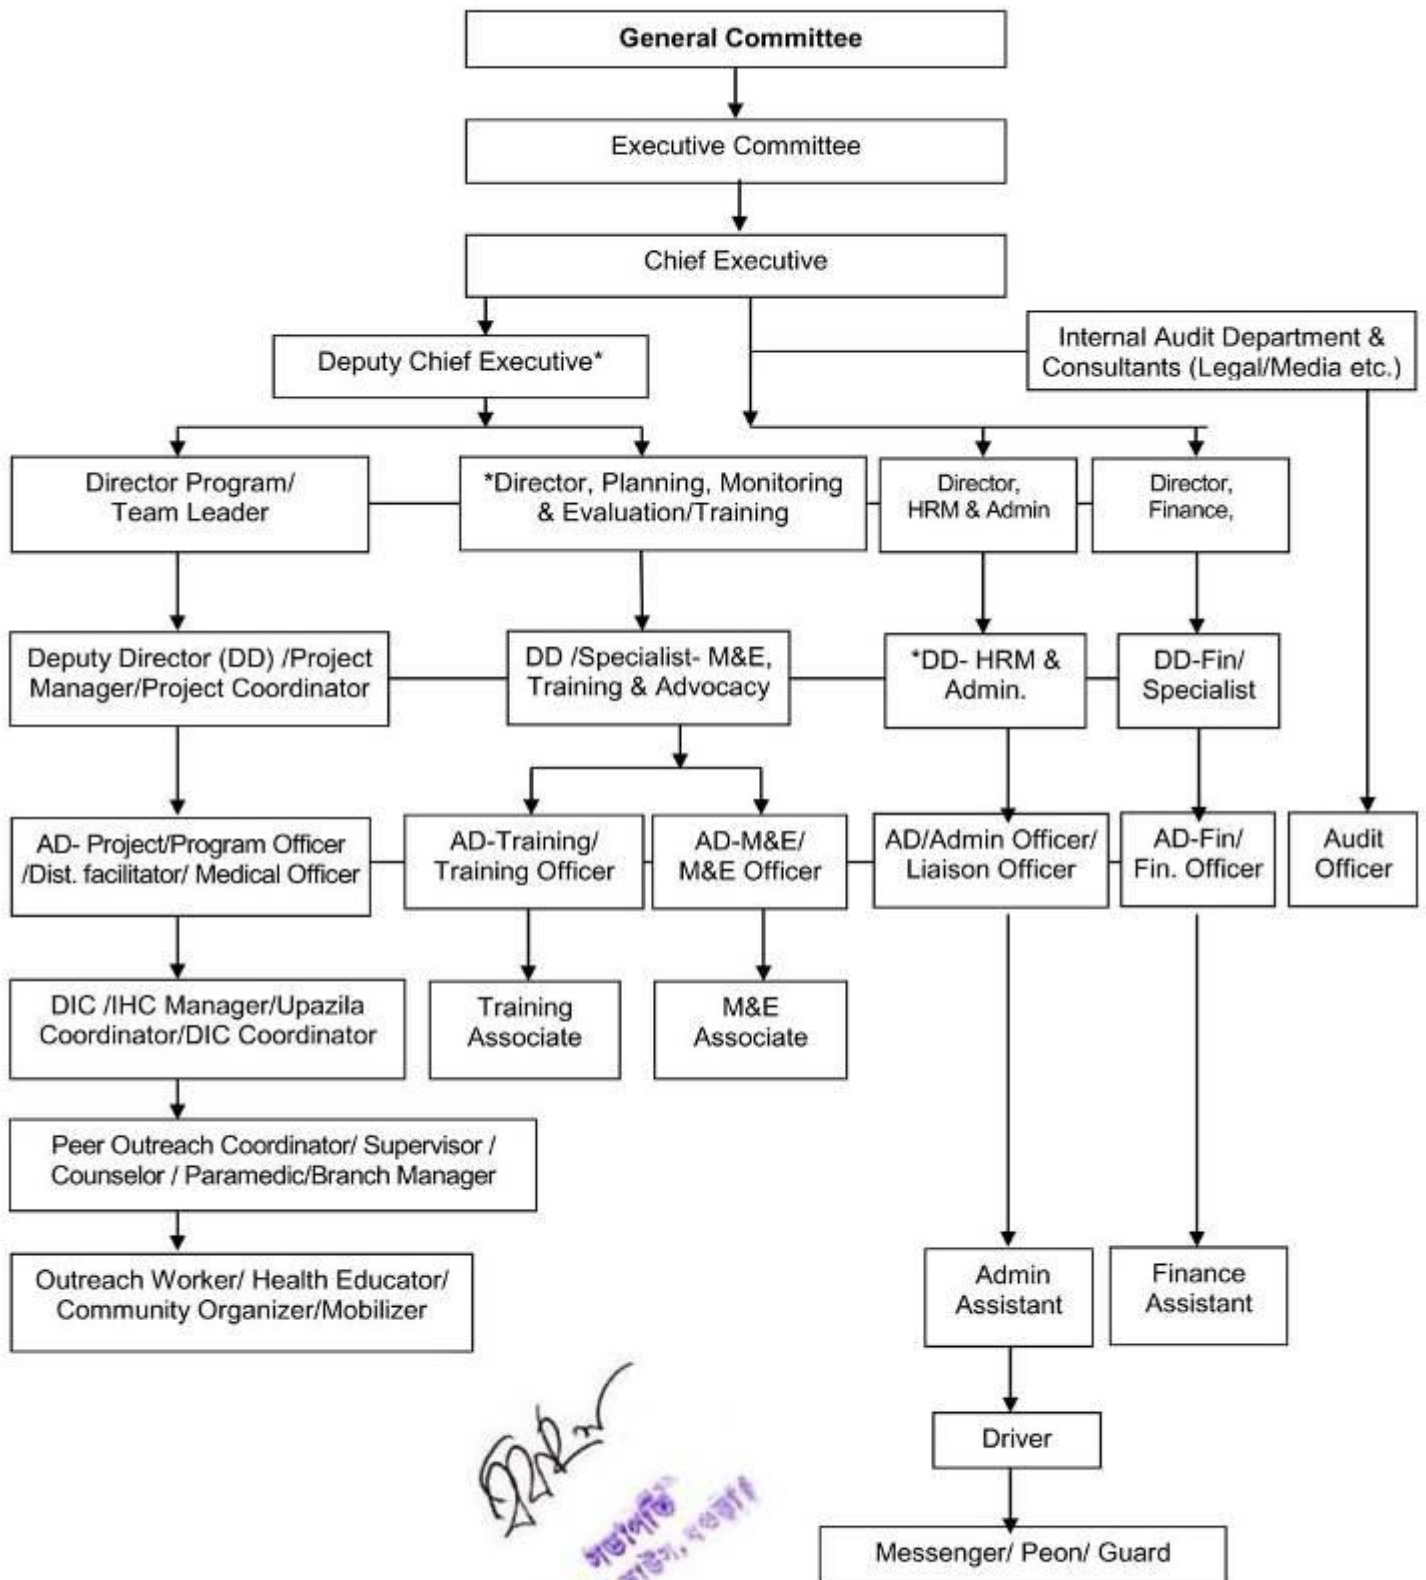 General Committee
Executive Committee
Chief Executive
Deputy Chief Executive*
Internal Audit Department &
Consultants (Legal/Media etc.)
Director Program/
Team Leader
*Director, Planning, Monitoring
& Evaluation/Training
Director,
HRM & Admin
Director,
Finance,
Deputy Director (DD) /Project
Manager/Project Coordinator
DD /Specialist- M&E,
Training & Advocacy
*DD- HRM &
Admin.
DD-Fin/
Specialist
AD- Project/Program Officer
/Dist. facilitator/ Medical Officer
AD-Training/
Training Officer
AD-M&E/
M&E Officer
AD/Admin Officer/
Liaison Officer
AD-Fin/
Fin. Officer
Audit
Officer
DIC /IHC Manager/Upazila
Coordinator/DIC Coordinator
Training
Associate
M&E
Associate
Peer Outreach Coordinator/ Supervisor /
Counselor / Paramedic/Branch Manager
Outreach Worker/ Health Educator/
Community Organizer/Mobilizer
Admin
Assistant
Finance
Assistant
Driver
সভাপতি
Messenger/ Peon/ Guard